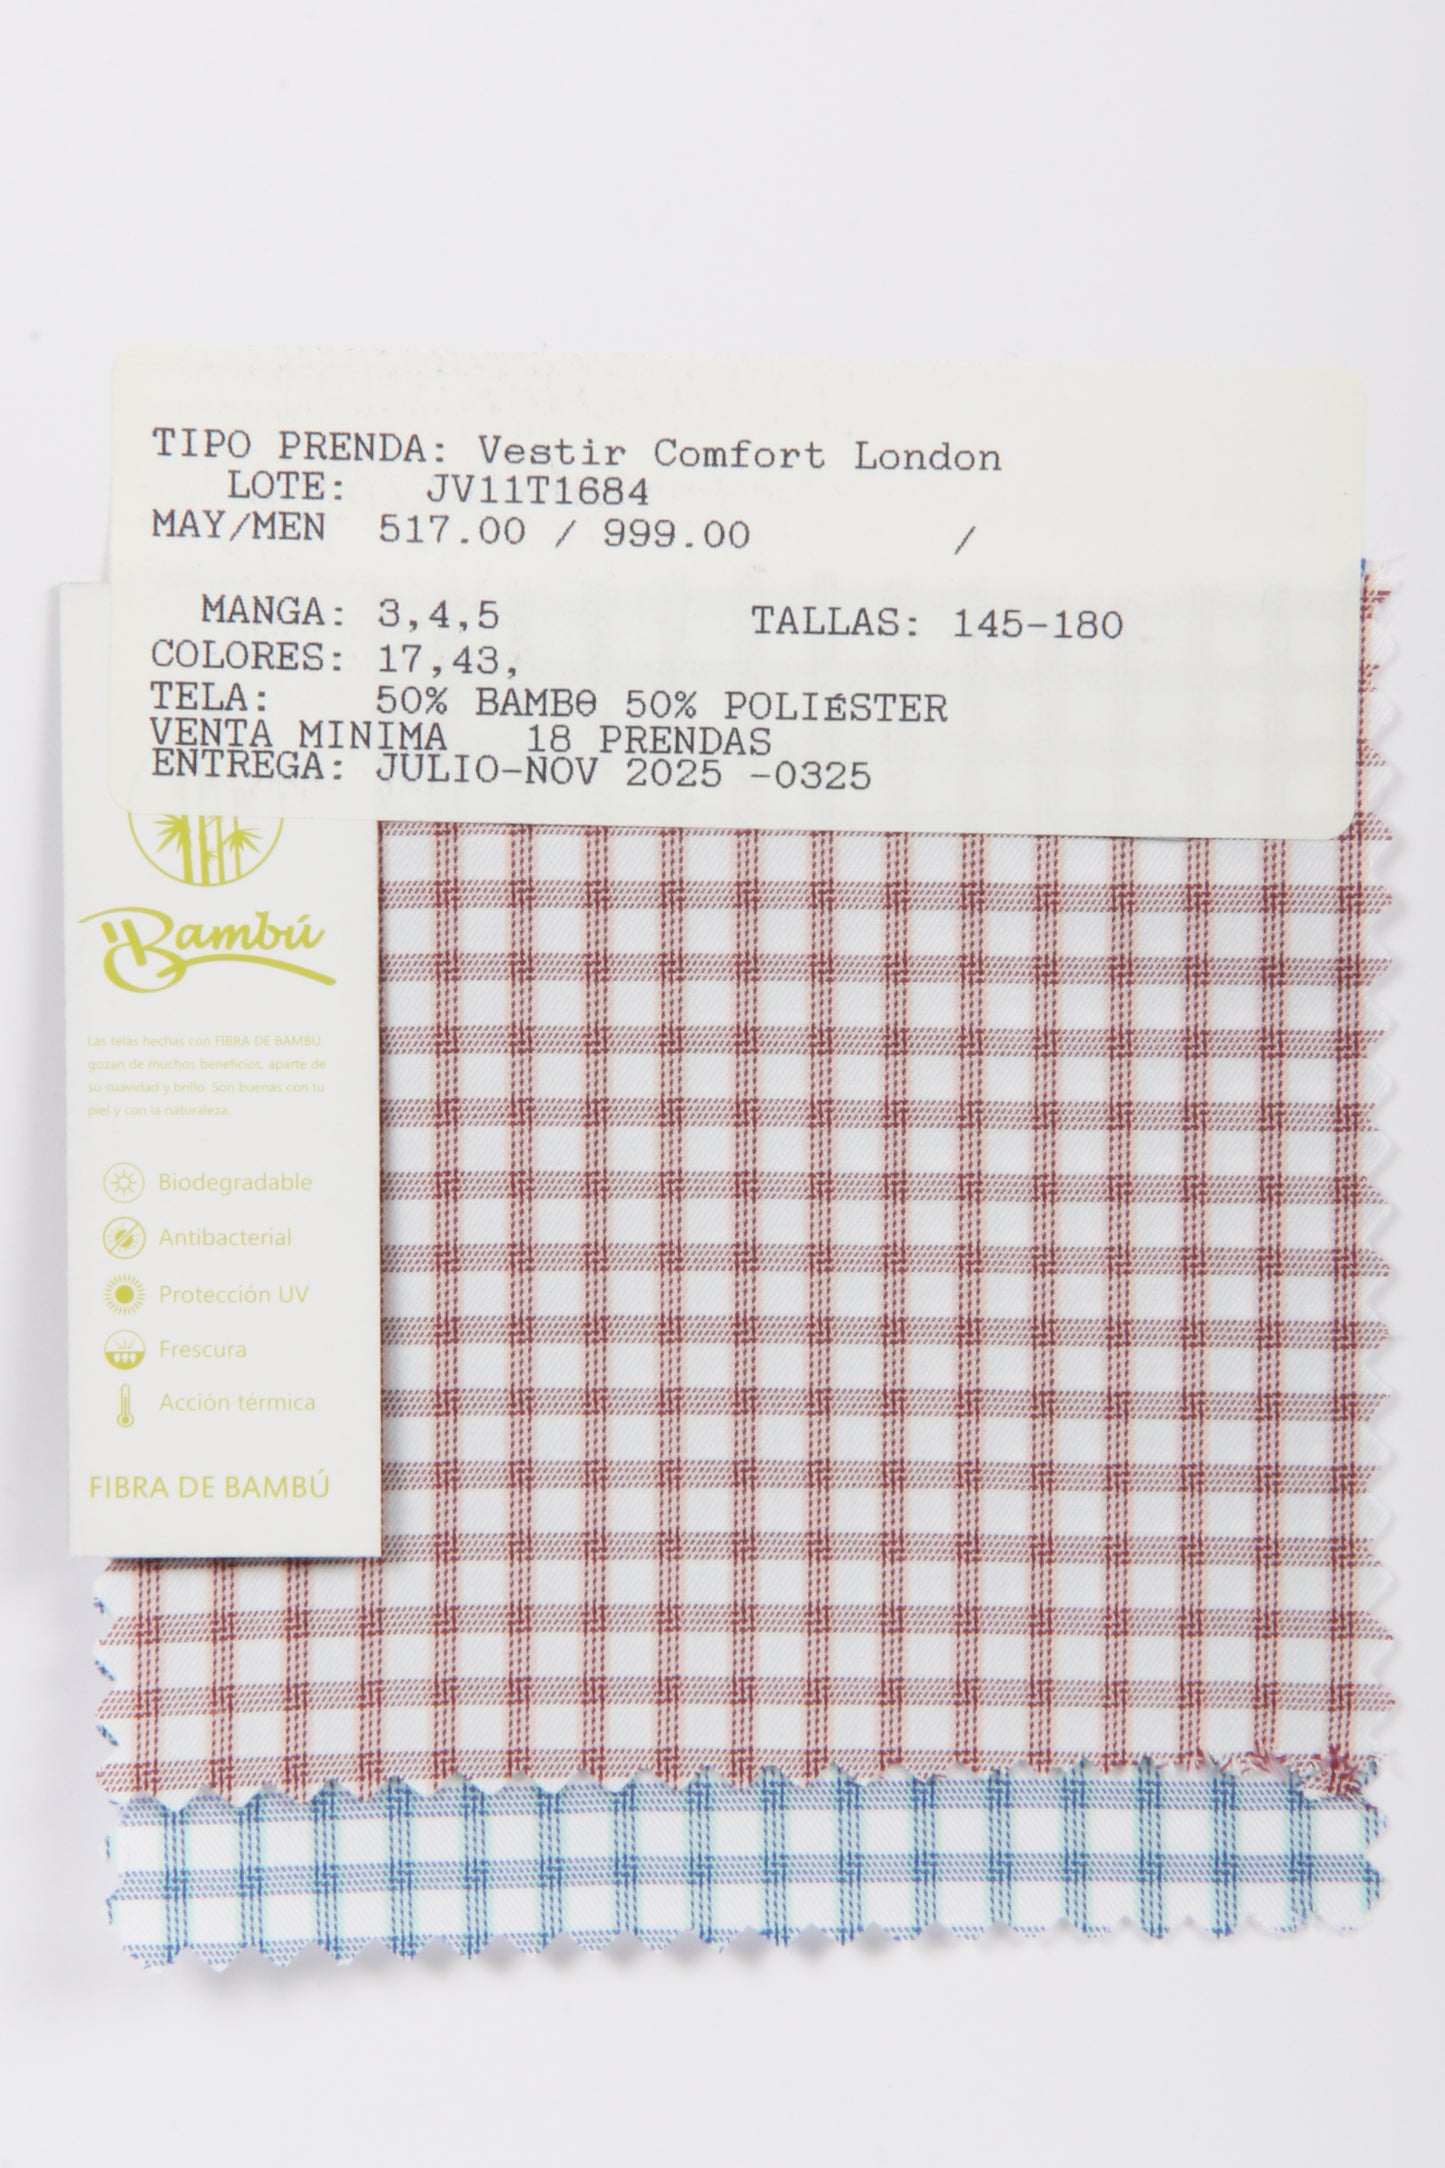 TIPO PRENDA: Vestir Comfort London
LOTE: JV11T1684
MAY/MEN 517.00 / 999.00 /
MANGA: 3,4,5 TALLAS: 145-180
COLORES: 17,43,
TELA: 50% BAMBθ 50% POLIÉSTER
VENTA MINIMA 18 PRENDAS
ENTREGA: JULIO-NOV 2025 -0325
Bambú
Las telas hechas con FIBRA DE BAMBÚ
gozan de muchos beneficios, aparte de
su suavidad y brillo. Son buenas con tu
piel y con la naturaleza.
Biodegradable
Antibacterial
Protección UV
Frescura
Acción térmica
FIBRA DE BAMBÚ